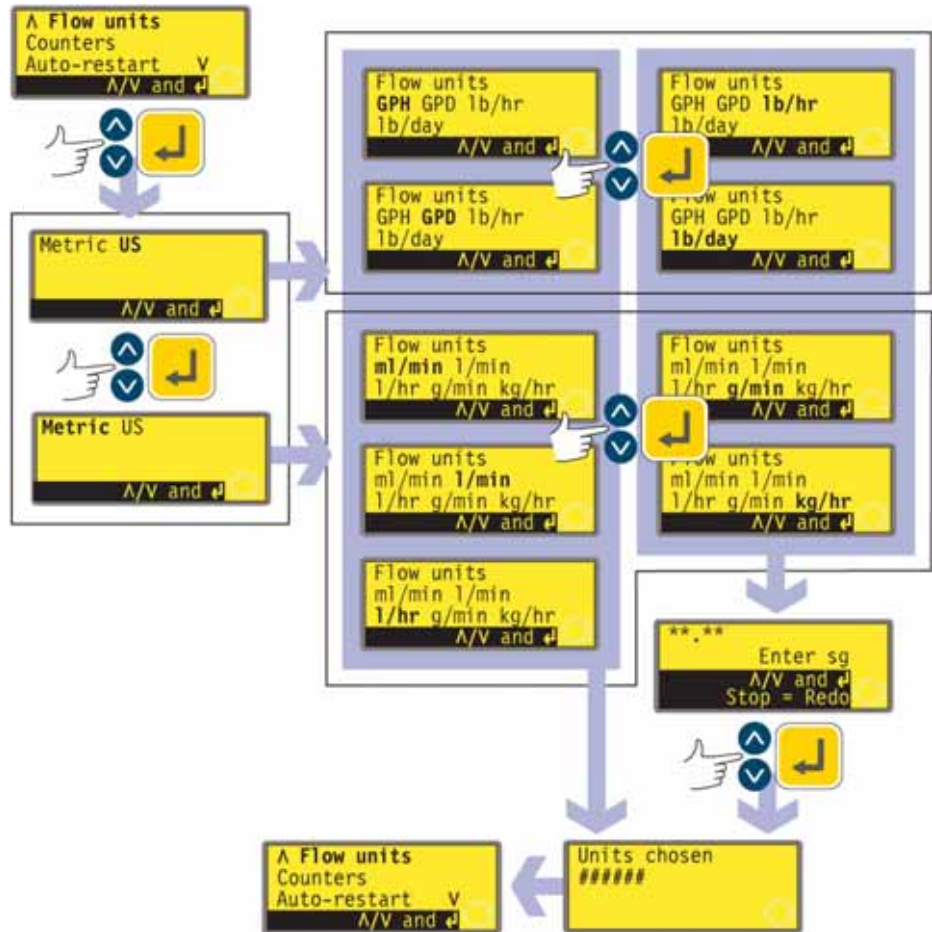 Λ Flow units
Counters
Auto-restart V
Λ/V and ↲
Metric US
Λ/V and ↲
Metric US
Λ/V and ↲
Flow units
GPH GPD lb/hr
lb/day
Λ/V and ↲
Flow units
GPH GPD lb/hr
lb/day
Λ/V and ↲
Flow units
GPH GPD lb/hr
lb/day
Λ/V and ↲
Flow units
GPH GPD lb/hr
lb/day
Λ/V and ↲
Flow units
ml/min l/min
l/hr g/min kg/hr
Λ/V and ↲
Flow units
ml/min l/min
l/hr g/min kg/hr
Λ/V and ↲
Flow units
ml/min l/min
l/hr g/min kg/hr
Λ/V and ↲
Flow units
ml/min l/min
l/hr g/min kg/hr
Λ/V and ↲
Flow units
ml/min l/min
l/hr g/min kg/hr
Λ/V and ↲
**.**
Enter sg
Λ/V and ↲
Stop = Redo
Units chosen
######
Λ Flow units
Counters
Auto-restart V
Λ/V and ↲